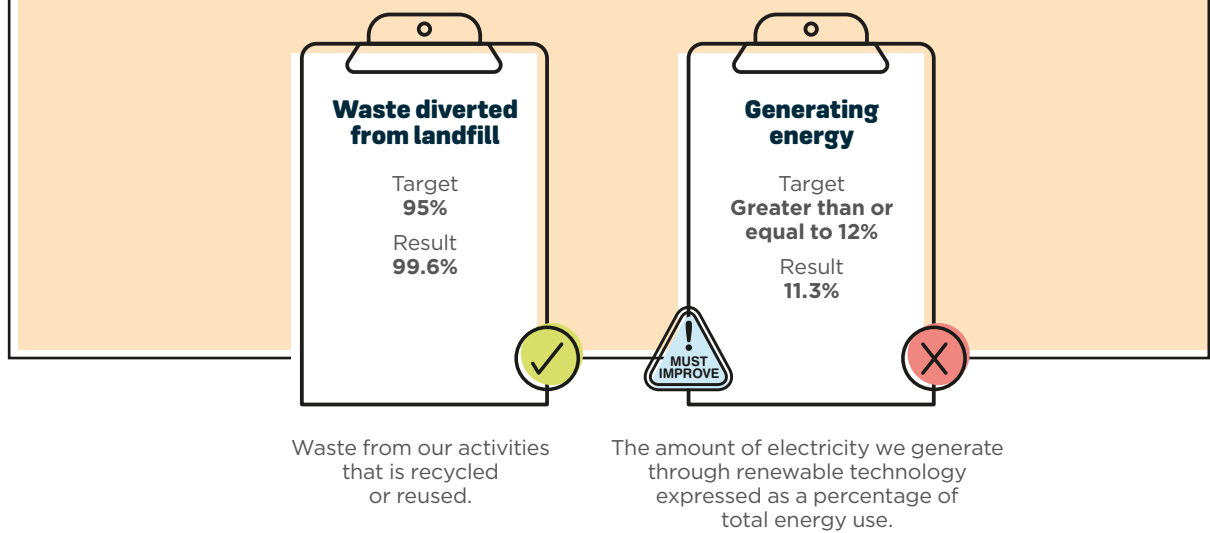 Waste diverted
from landfill
Target
95%
Result
99.6%
Waste from our activities
that is recycled
or reused.
Generating
energy
Target
Greater than or
equal to 12%
Result
11.3%
!
MUST
IMPROVE
The amount of electricity we generate
through renewable technology
expressed as a percentage of
total energy use.